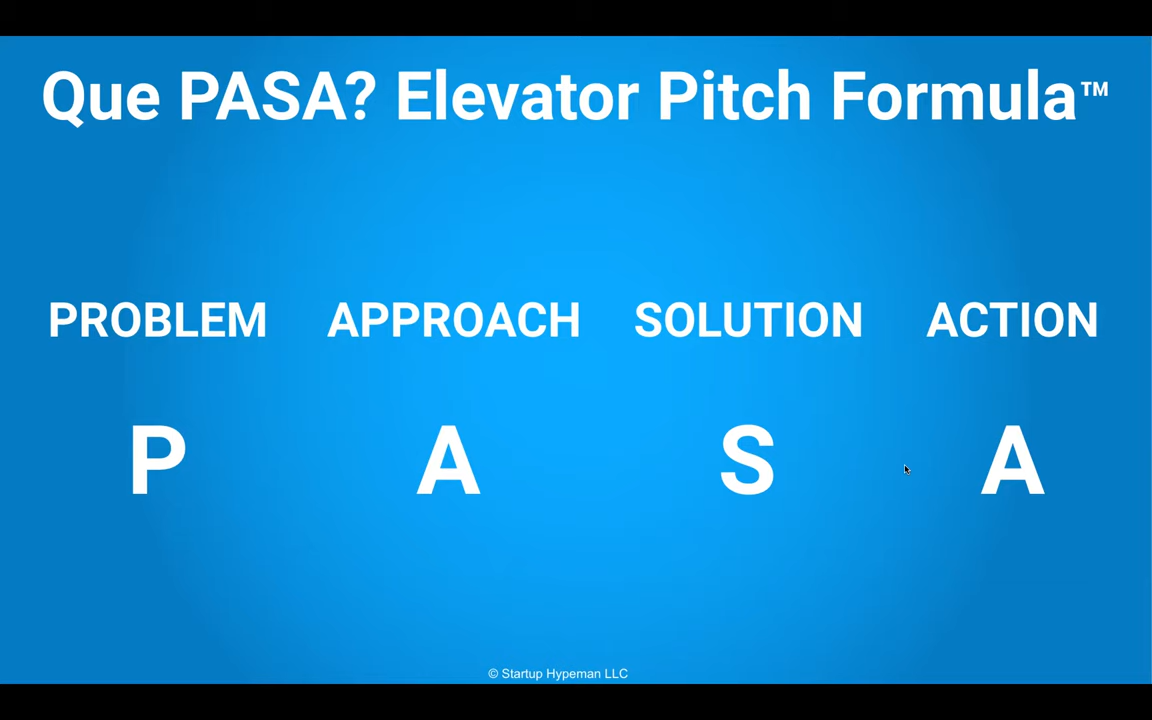 Que PASA? Elevator Pitch Formula™
PROBLEM APPROACH SOLUTION ACTION
P A S A
© Startup Hypeman LLC